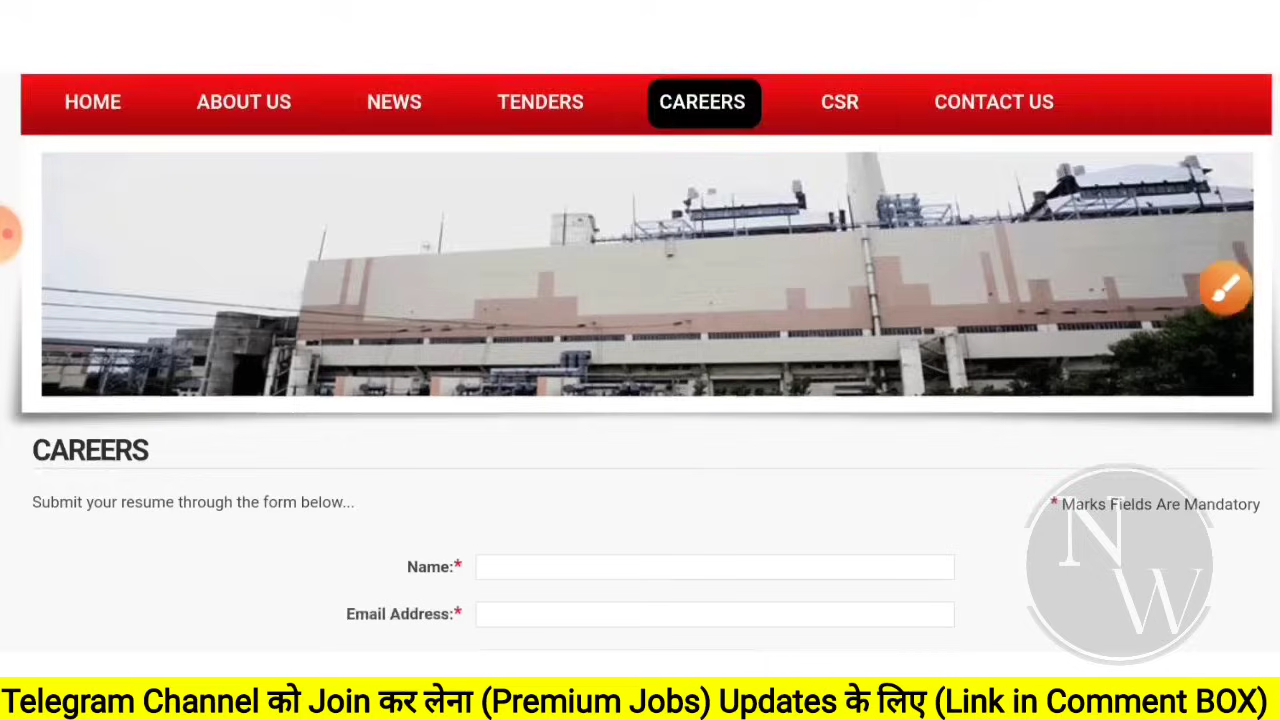 HOME ABOUT US NEWS TENDERS CAREERS CSR CONTACT US
CAREERS
Submit your resume through the form below...
* Marks Fields Are Mandatory
Name:*
Email Address:*
NW
Telegram Channel को Join कर लेना (Premium Jobs) Updates के लिए (Link in Comment BOX)